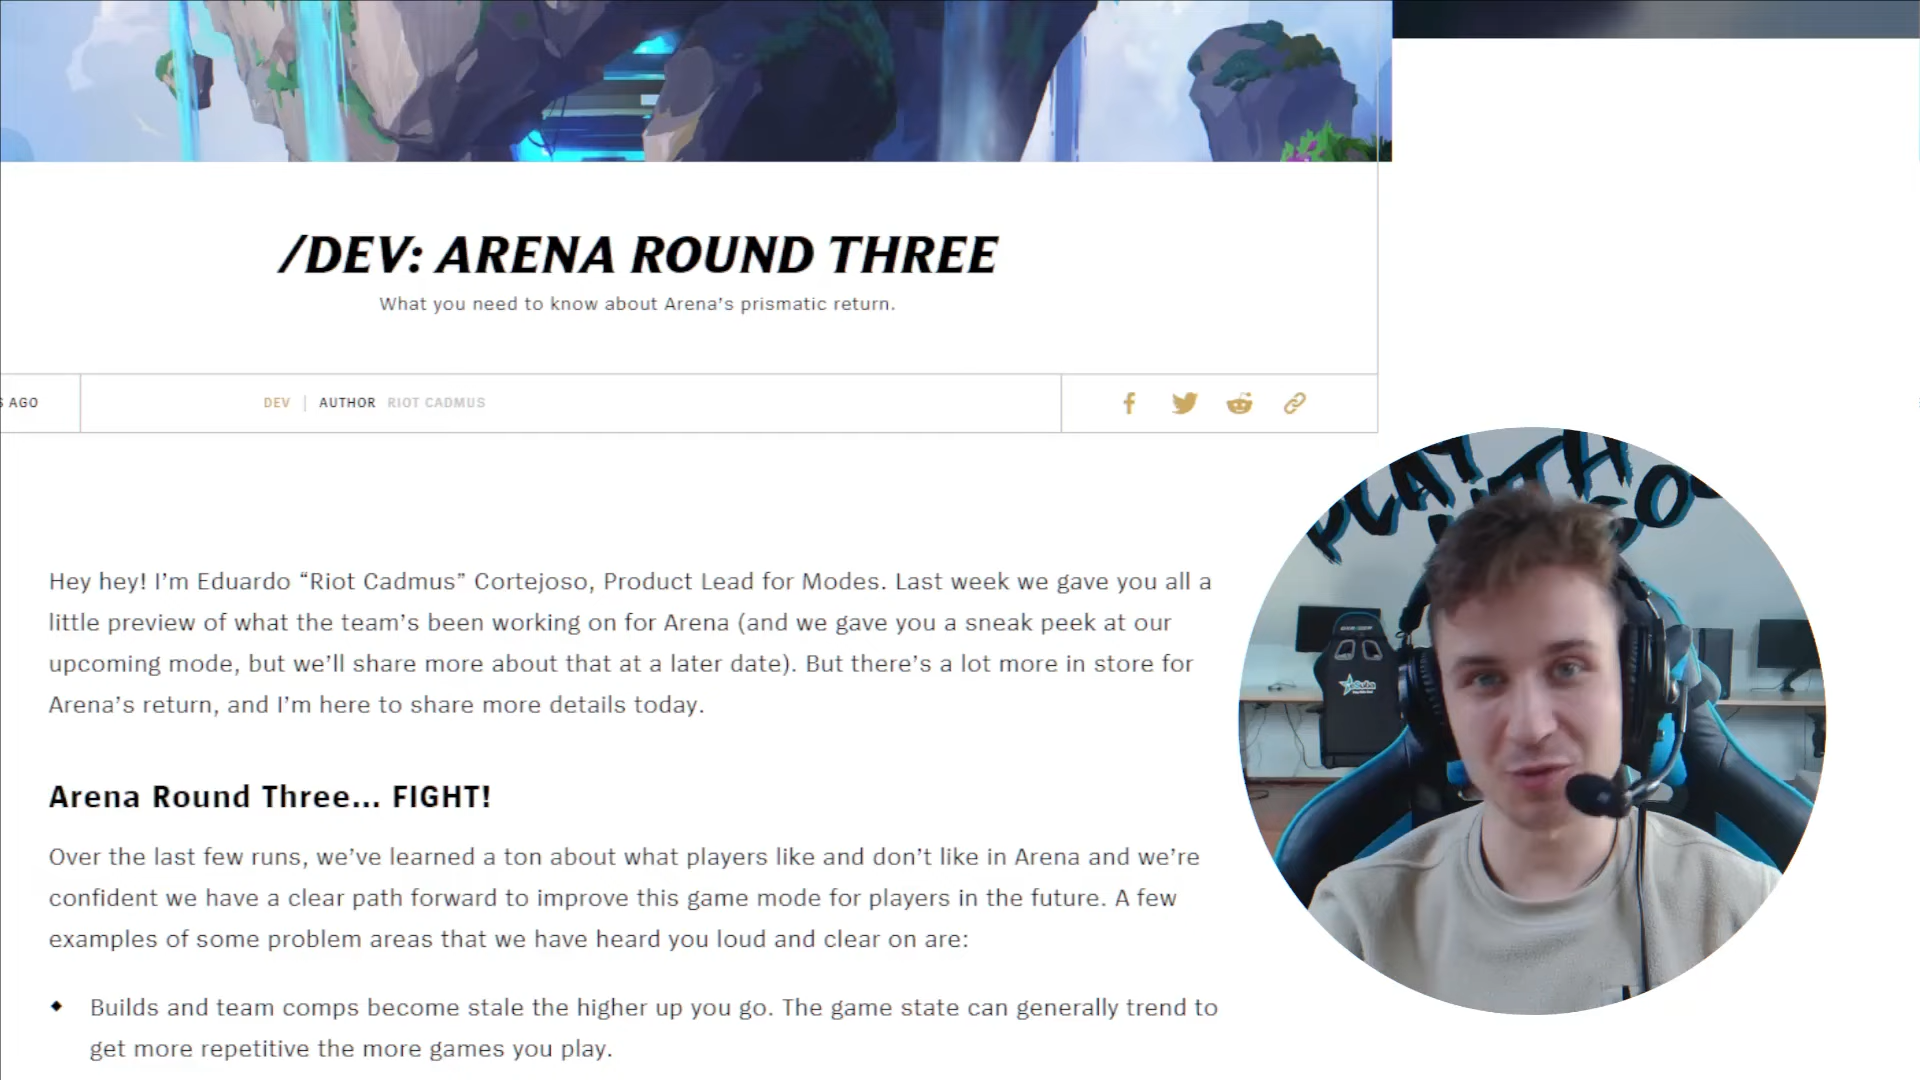 /DEV: ARENA ROUND THREE
What you need to know about Arena's prismatic return.
AGO
DEV | AUTHOR RIOT CADMUS
Hey hey! I'm Eduardo “Riot Cadmus” Cortejoso, Product Lead for Modes. Last week we gave you all a
little preview of what the team's been working on for Arena (and we gave you a sneak peek at our
upcoming mode, but we'll share more about that at a later date). But there's a lot more in store for
Arena's return, and I'm here to share more details today.
Arena Round Three... FIGHT!
Over the last few runs, we've learned a ton about what players like and don't like in Arena and we're
confident we have a clear path forward to improve this game mode for players in the future. A few
examples of some problem areas that we have heard you loud and clear on are:
Builds and team comps become stale the higher up you go. The game state can generally trend to
get more repetitive the more games you play.
PLAY